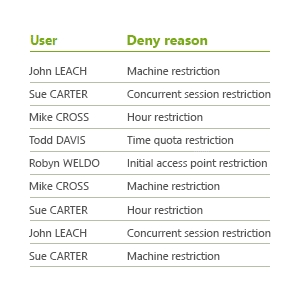 User Deny reason
John LEACH Machine restriction
Sue CARTER Concurrent session restriction
Mike CROSS Hour restriction
Todd DAVIS Time quota restriction
Robyn WELDO Initial access point restriction
Mike CROSS Machine restriction
Sue CARTER Hour restriction
John LEACH Concurrent session restriction
Sue CARTER Machine restriction